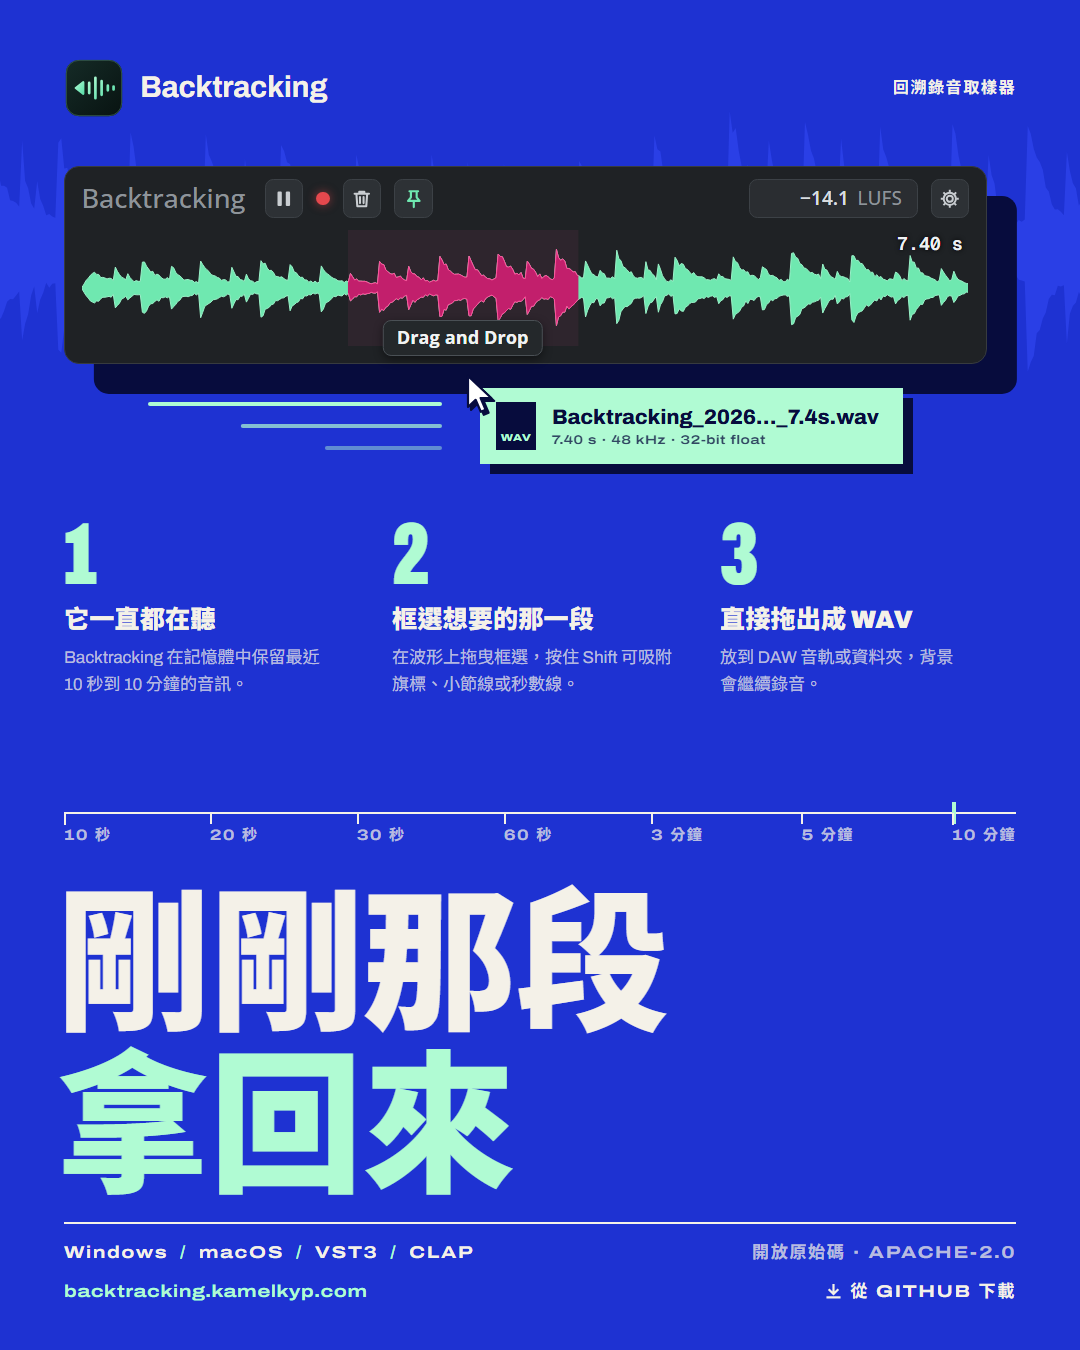 Backtracking
回溯錄音取樣器
Backtracking
−14.1 LUFS
7.40 s
Drag and Drop
WAV
Backtracking_2026..._7.4s.wav
7.40 s · 48 kHz · 32-bit float
1
它一直都在聽
Backtracking 在記憶體中保留最近
10 秒到 10 分鐘的音訊。
2
框選想要的那一段
在波形上拖曳框選，按住 Shift 可吸附
旗標、小節線或秒數線。
3
直接拖出成 WAV
放到 DAW 音軌或資料夾，背景
會繼續錄音。
10 秒 20 秒 30 秒 60 秒 3 分鐘 5 分鐘 10 分鐘
剛剛那段
拿回來
Windows / macOS / VST3 / CLAP
開放原始碼 · APACHE-2.0
backtracking.kamelkyp.com
從 GITHUB 下載